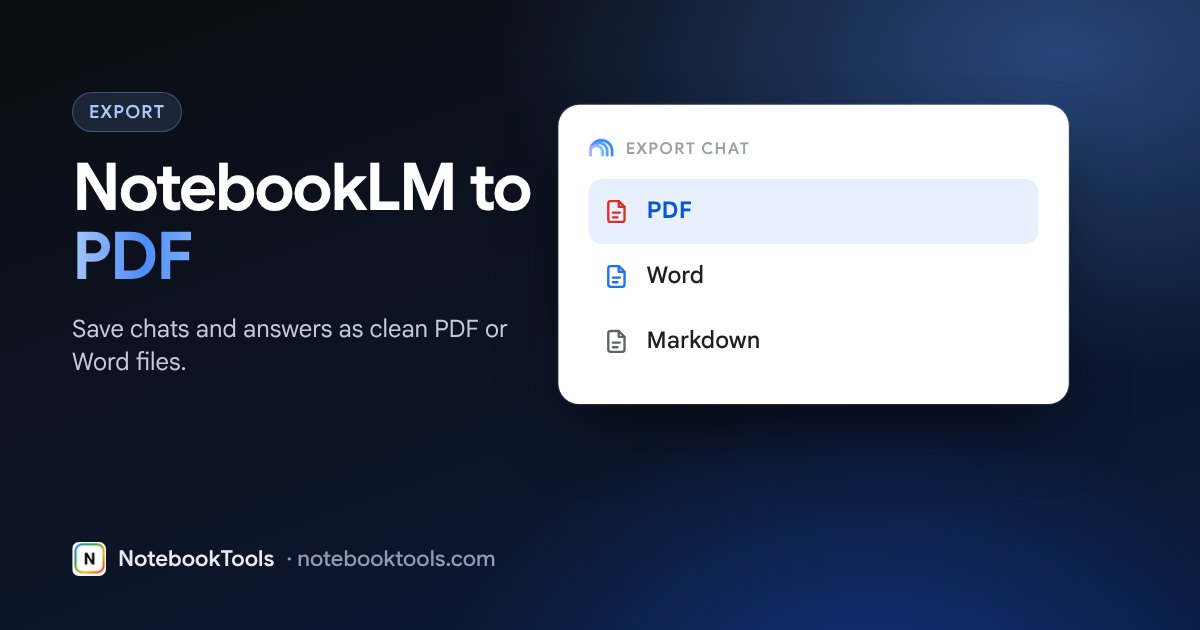 EXPORT
NotebookLM to
PDF
Save chats and answers as clean PDF or
Word files.
EXPORT CHAT
PDF
Word
Markdown
N NotebookTools · notebooktools.com